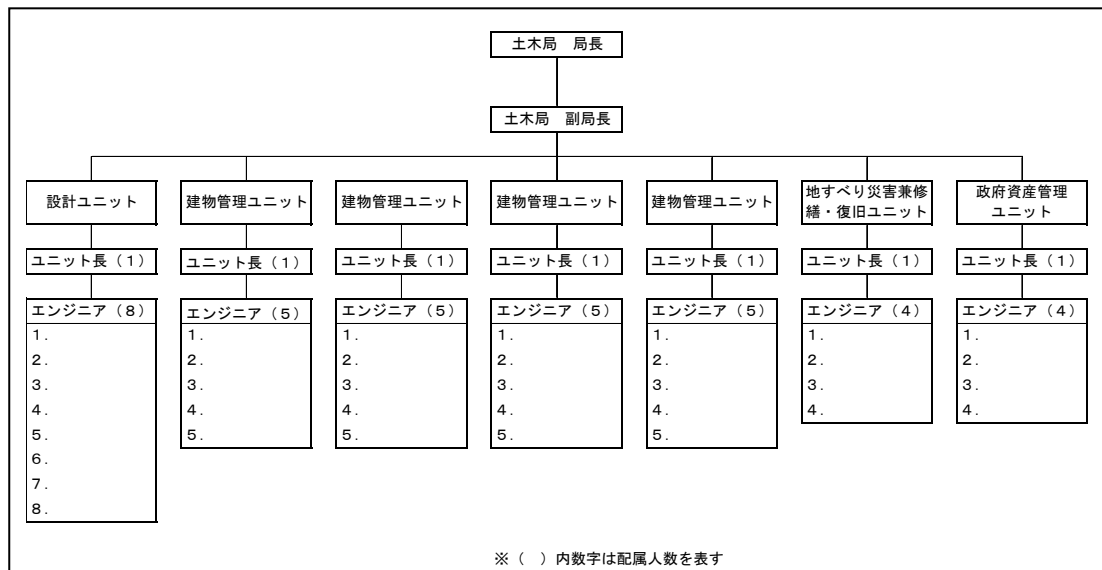 土木局　局長
土木局　副局長
設計ユニット
建物管理ユニット
建物管理ユニット
建物管理ユニット
建物管理ユニット
地すべり災害兼修
繕・復旧ユニット
政府資産管理
ユニット
ユニット長（１）
ユニット長（１）
ユニット長（１）
ユニット長（１）
ユニット長（１）
ユニット長（１）
ユニット長（１）
エンジニア（８）
１．
２．
３．
４．
５．
６．
７．
８．
エンジニア（５）
１．
２．
３．
４．
５．
エンジニア（５）
１．
２．
３．
４．
５．
エンジニア（５）
１．
２．
３．
４．
５．
エンジニア（５）
１．
２．
３．
４．
５．
エンジニア（４）
１．
２．
３．
４．
エンジニア（４）
１．
２．
３．
４．
※（　）内数字は配属人数を表す